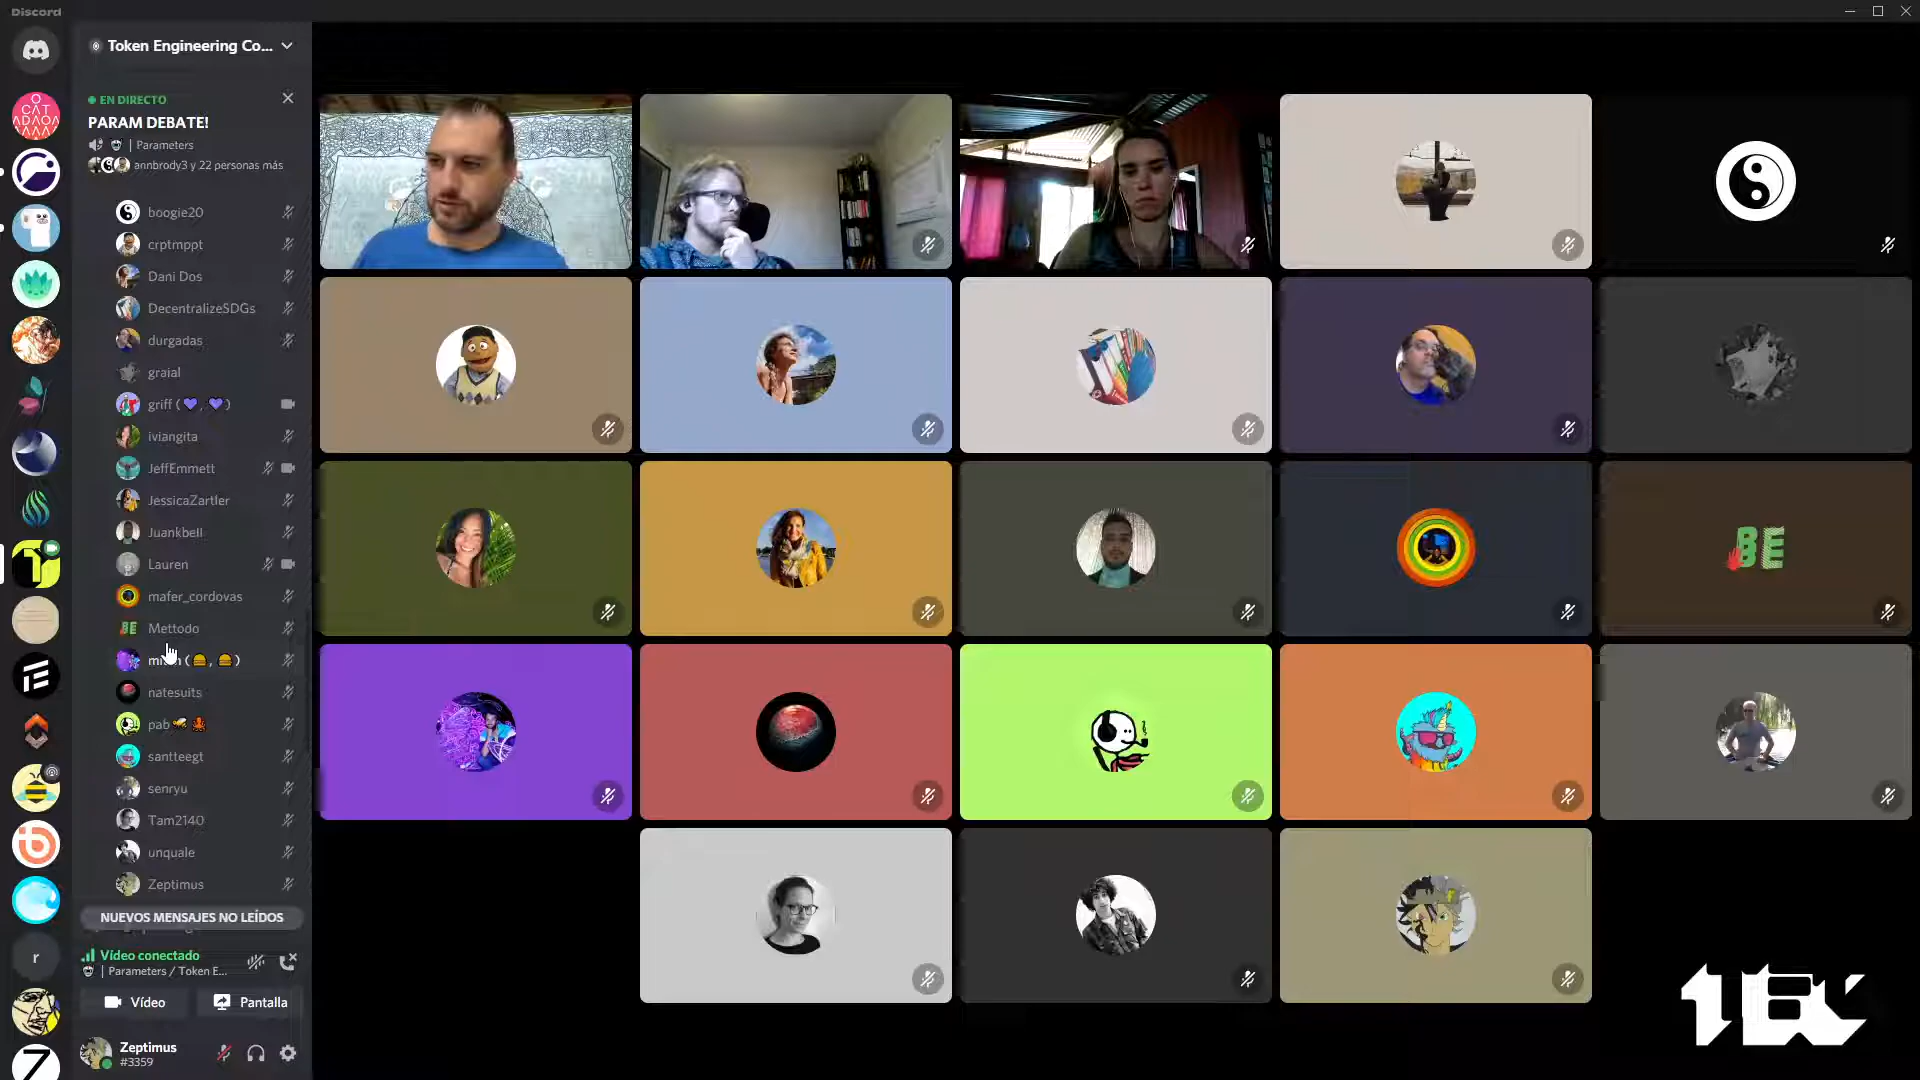 Discord
Token Engineering Co...
EN DIRECTO
PARAM DEBATE!
| Parameters
annbrody3 y 22 personas más
boogie20
crptmppt
Dani Dos
DecentralizeSDGs
durgadas
graial
griff (💜, 💜)
iviangita
JeffEmmett
JessicaZartler
Juankbell
Lauren
mafer_cordovas
Mettodo
(🍔, 🍔)
natesuits
pab🐝🐙
santteegt
senryu
Tam2140
unquale
Zeptimus
NUEVOS MENSAJES NO LEÍDOS
Vídeo conectado
| Parameters / Token E...
Vídeo
Pantalla
Zeptimus
#3359
r
BE
TEC